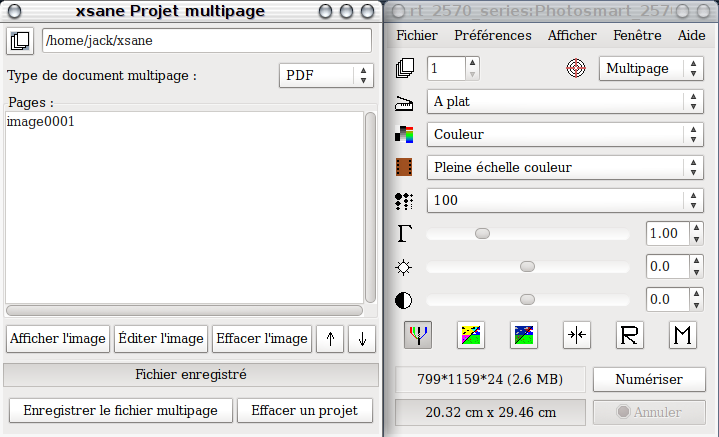 xsane Projet multipage
/home/jack/xsane
Type de document multipage :
PDF
Pages :
image0001
Afficher l'image
Éditer l'image
Effacer l'image
Fichier enregistré
Enregistrer le fichier multipage
Effacer un projet
rt_2570_series:Photosmart_257
Fichier
Préférences
Afficher
Fenêtre
Aide
1
Multipage
A plat
Couleur
Pleine échelle couleur
100
1.00
0.0
0.0
R
M
799*1159*24 (2.6 MB)
Numériser
20.32 cm x 29.46 cm
Annuler